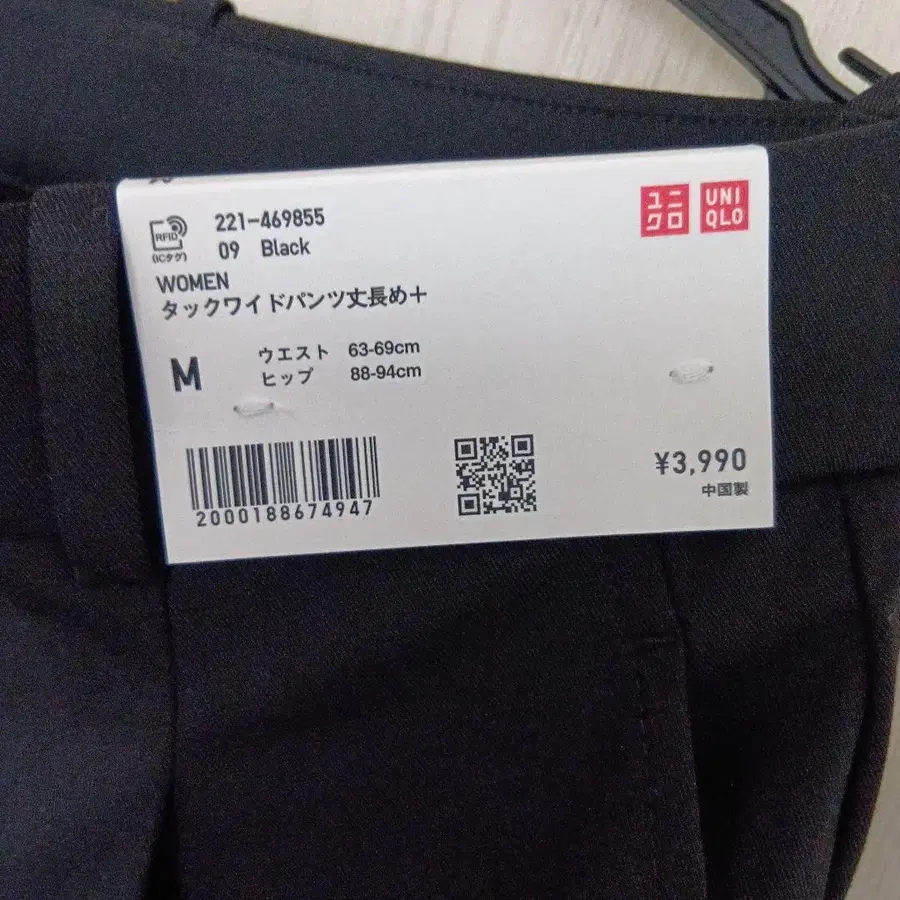 221-469855
RFID
(ICタグ)
09 Black
ユニクロ
UNIQLO
WOMEN
タックワイドパンツ丈長め+
M
ウエスト 63-69cm
ヒップ 88-94cm
2000188674947
¥3,990
中国製